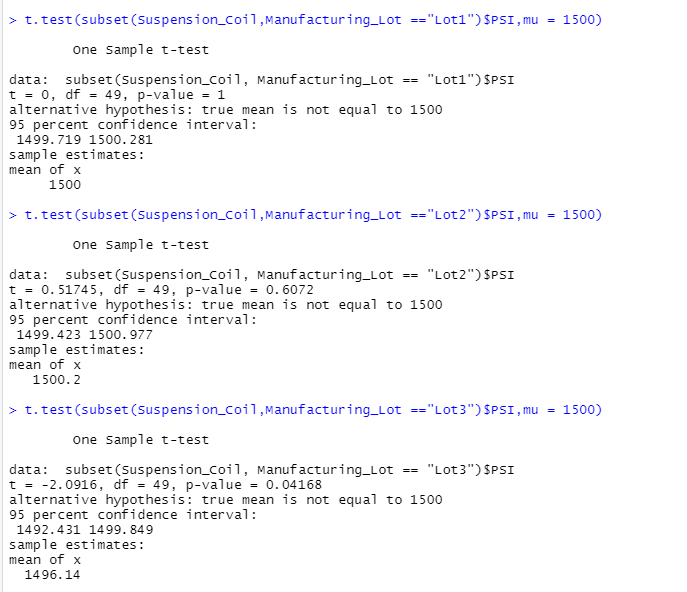 > t.test(subset(Suspension_Coil,Manufacturing_Lot =="Lot1")$PSI,mu = 1500)
One Sample t-test
data:  subset(Suspension_Coil, Manufacturing_Lot == "Lot1")$PSI
t = 0, df = 49, p-value = 1
alternative hypothesis: true mean is not equal to 1500
95 percent confidence interval:
1499.719 1500.281
sample estimates:
mean of x
1500
> t.test(subset(Suspension_Coil,Manufacturing_Lot =="Lot2")$PSI,mu = 1500)
One Sample t-test
data:  subset(Suspension_Coil, Manufacturing_Lot == "Lot2")$PSI
t = 0.51745, df = 49, p-value = 0.6072
alternative hypothesis: true mean is not equal to 1500
95 percent confidence interval:
1499.423 1500.977
sample estimates:
mean of x
1500.2
> t.test(subset(Suspension_Coil,Manufacturing_Lot =="Lot3")$PSI,mu = 1500)
One Sample t-test
data:  subset(Suspension_Coil, Manufacturing_Lot == "Lot3")$PSI
t = -2.0916, df = 49, p-value = 0.04168
alternative hypothesis: true mean is not equal to 1500
95 percent confidence interval:
1492.431 1499.849
sample estimates:
mean of x
1496.14